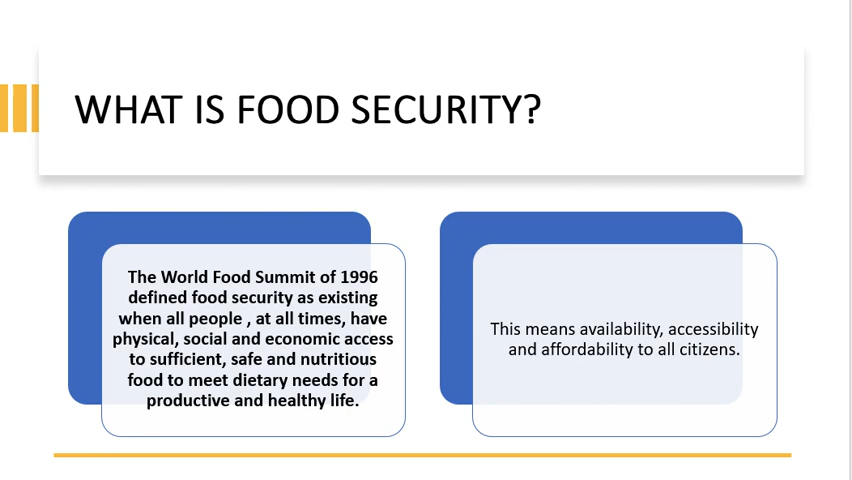 WHAT IS FOOD SECURITY?
The World Food Summit of 1996
defined food security as existing
when all people , at all times, have
physical, social and economic access
to sufficient, safe and nutritious
food to meet dietary needs for a
productive and healthy life.
This means availability, accessibility
and affordability to all citizens.